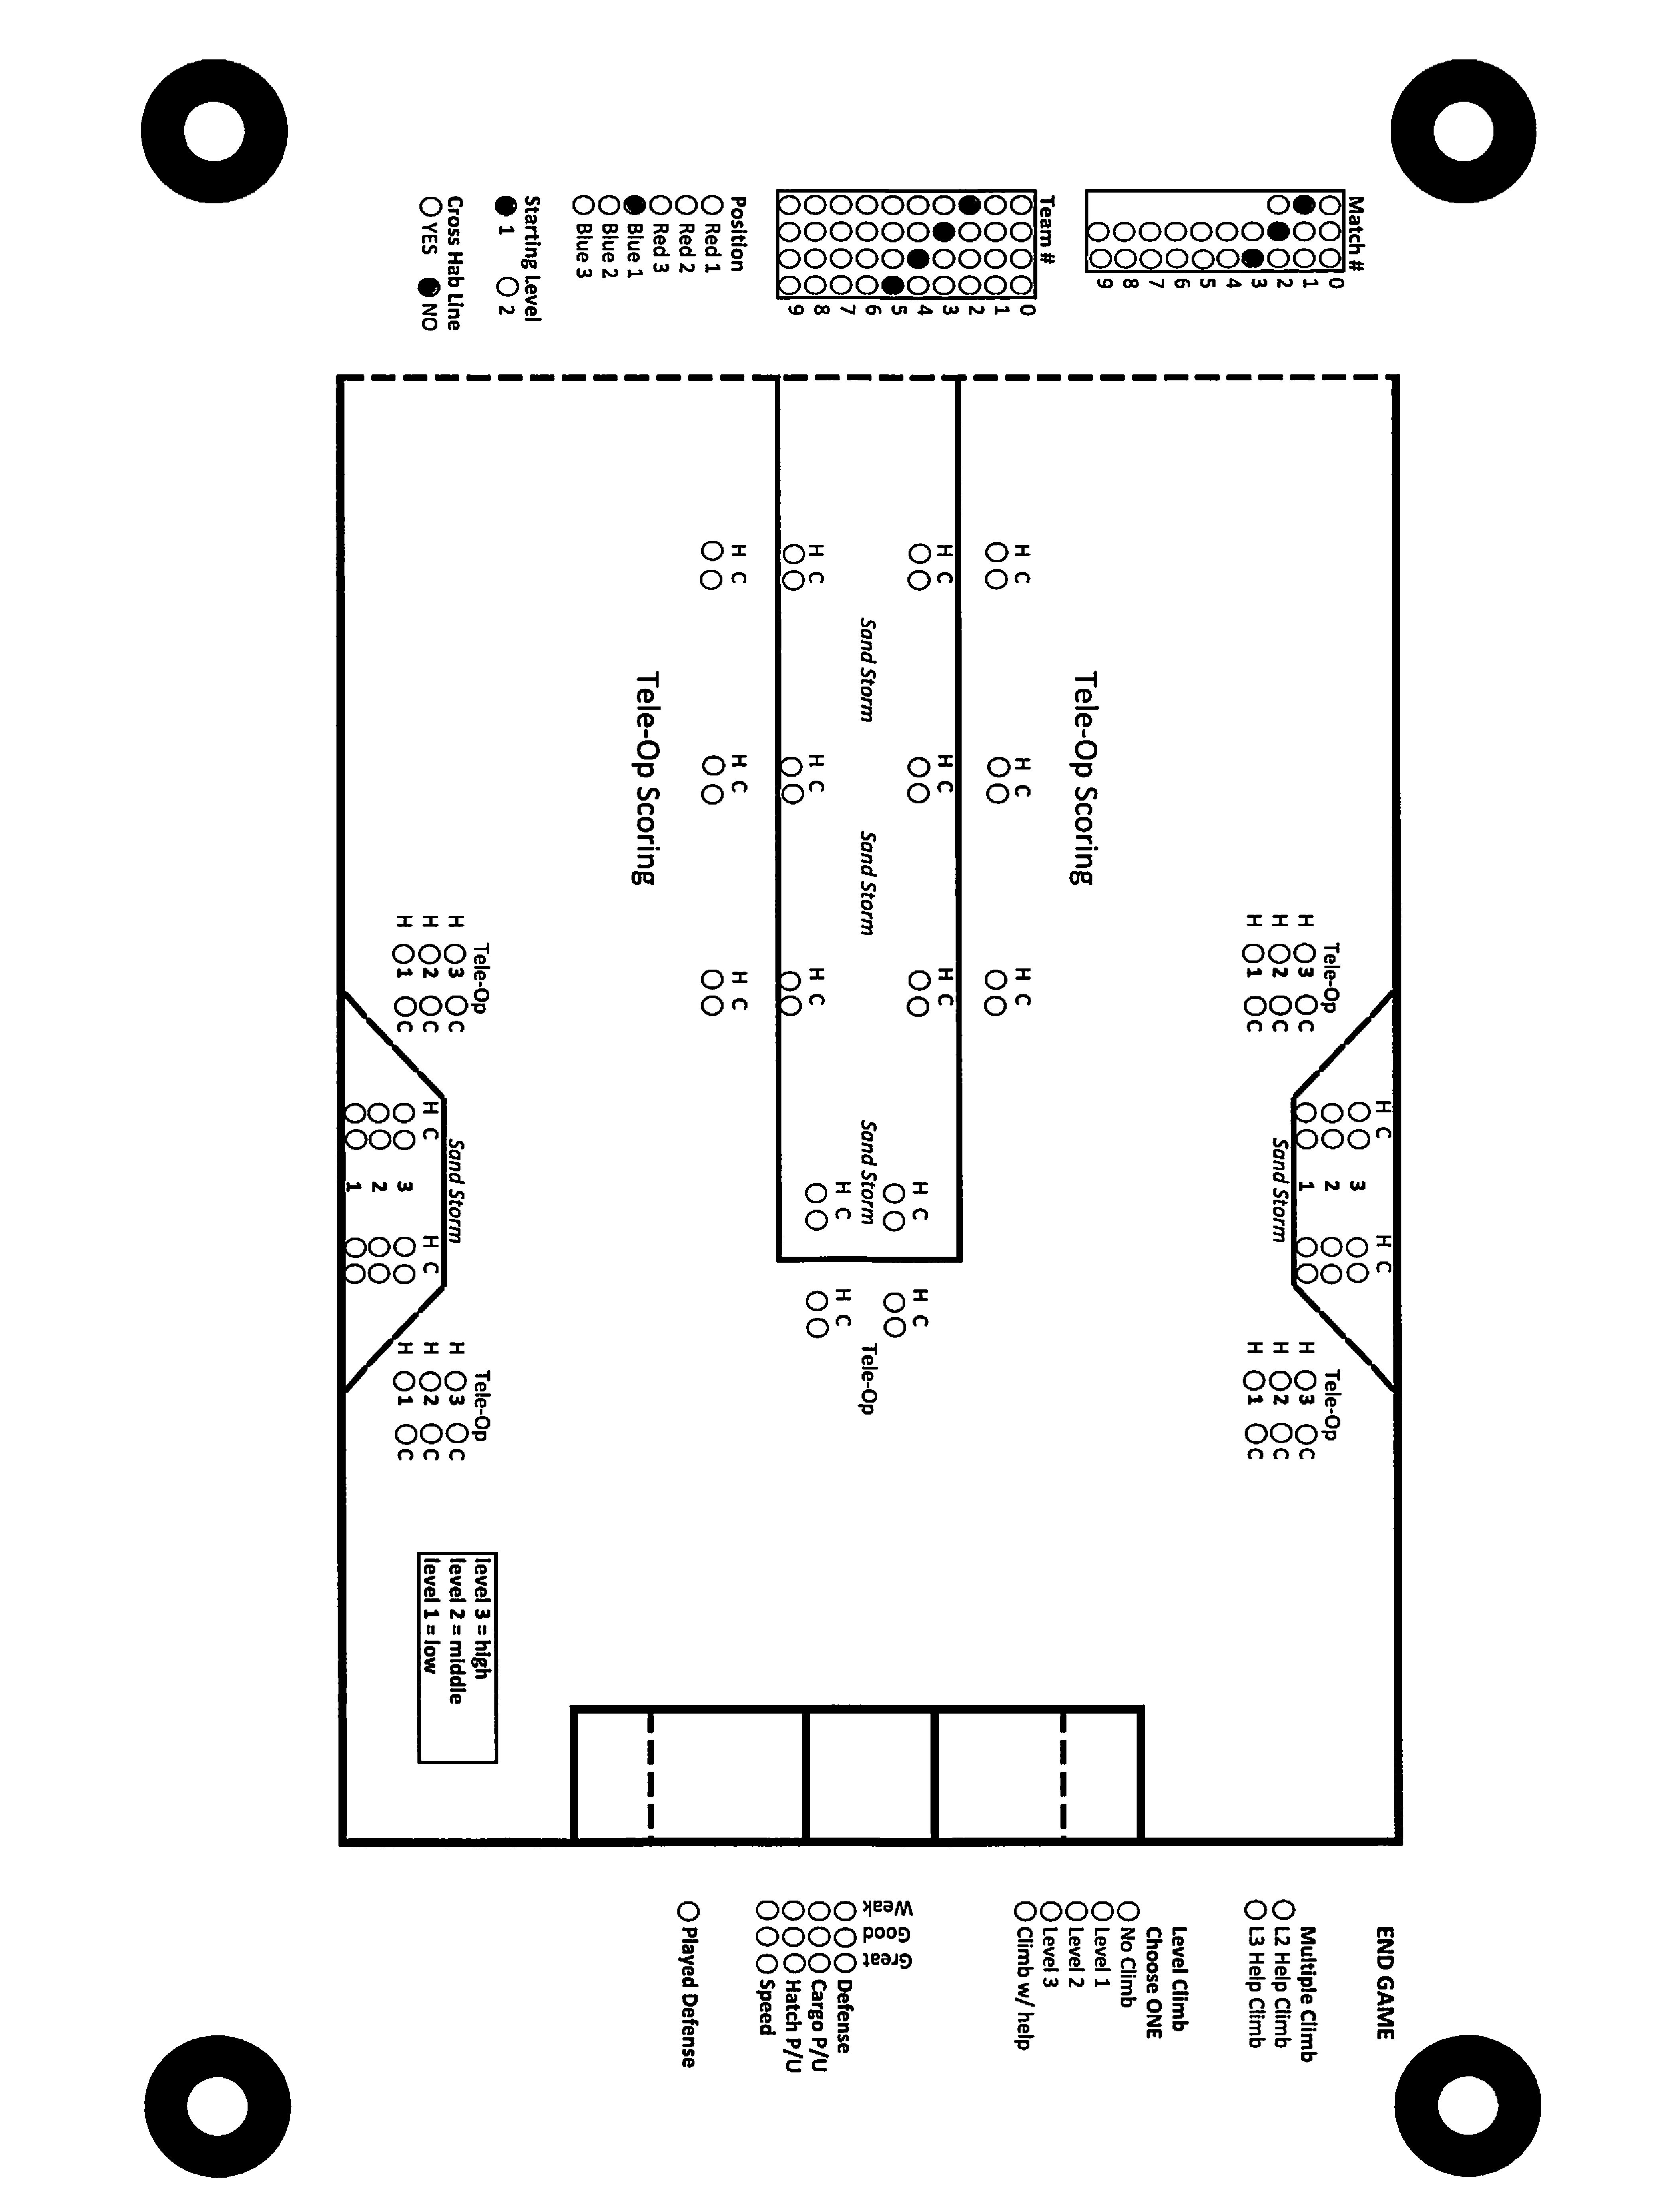 Match #
0
1
2
3
4
5
6
7
8
9
Team #
0
1
2
3
4
5
6
7
8
9
Position
Red 1
Red 2
Red 3
Blue 1
Blue 2
Blue 3
Starting Level
1 2
Cross Hab Line
YES NO
H C H C
3
2
1
Sand Storm
Tele-Op Tele-Op
H 3 C H 3 C
H 2 C H 2 C
H 1 C H 1 C
Tele-Op Scoring
H C H C H C
H C H C H C
H C H C
Sand Storm Sand Storm Sand Storm Tele-Op
H C H C
H C H C H C
H C H C H C
Tele-Op Scoring
Tele-Op Tele-Op
H 3 C H 3 C
H 2 C H 2 C
H 1 C H 1 C
Sand Storm
H C H C
3
2
1
level 3 = high
level 2 = middle
level 1 = low
END GAME
Multiple Climb
L2 Help Climb
L3 Help Climb
Level Climb
Choose ONE
No Climb
Level 1
Level 2
Level 3
Climb w/ help
Weak Good Great
Defense
Cargo P/U
Hatch P/U
Speed
Played Defense